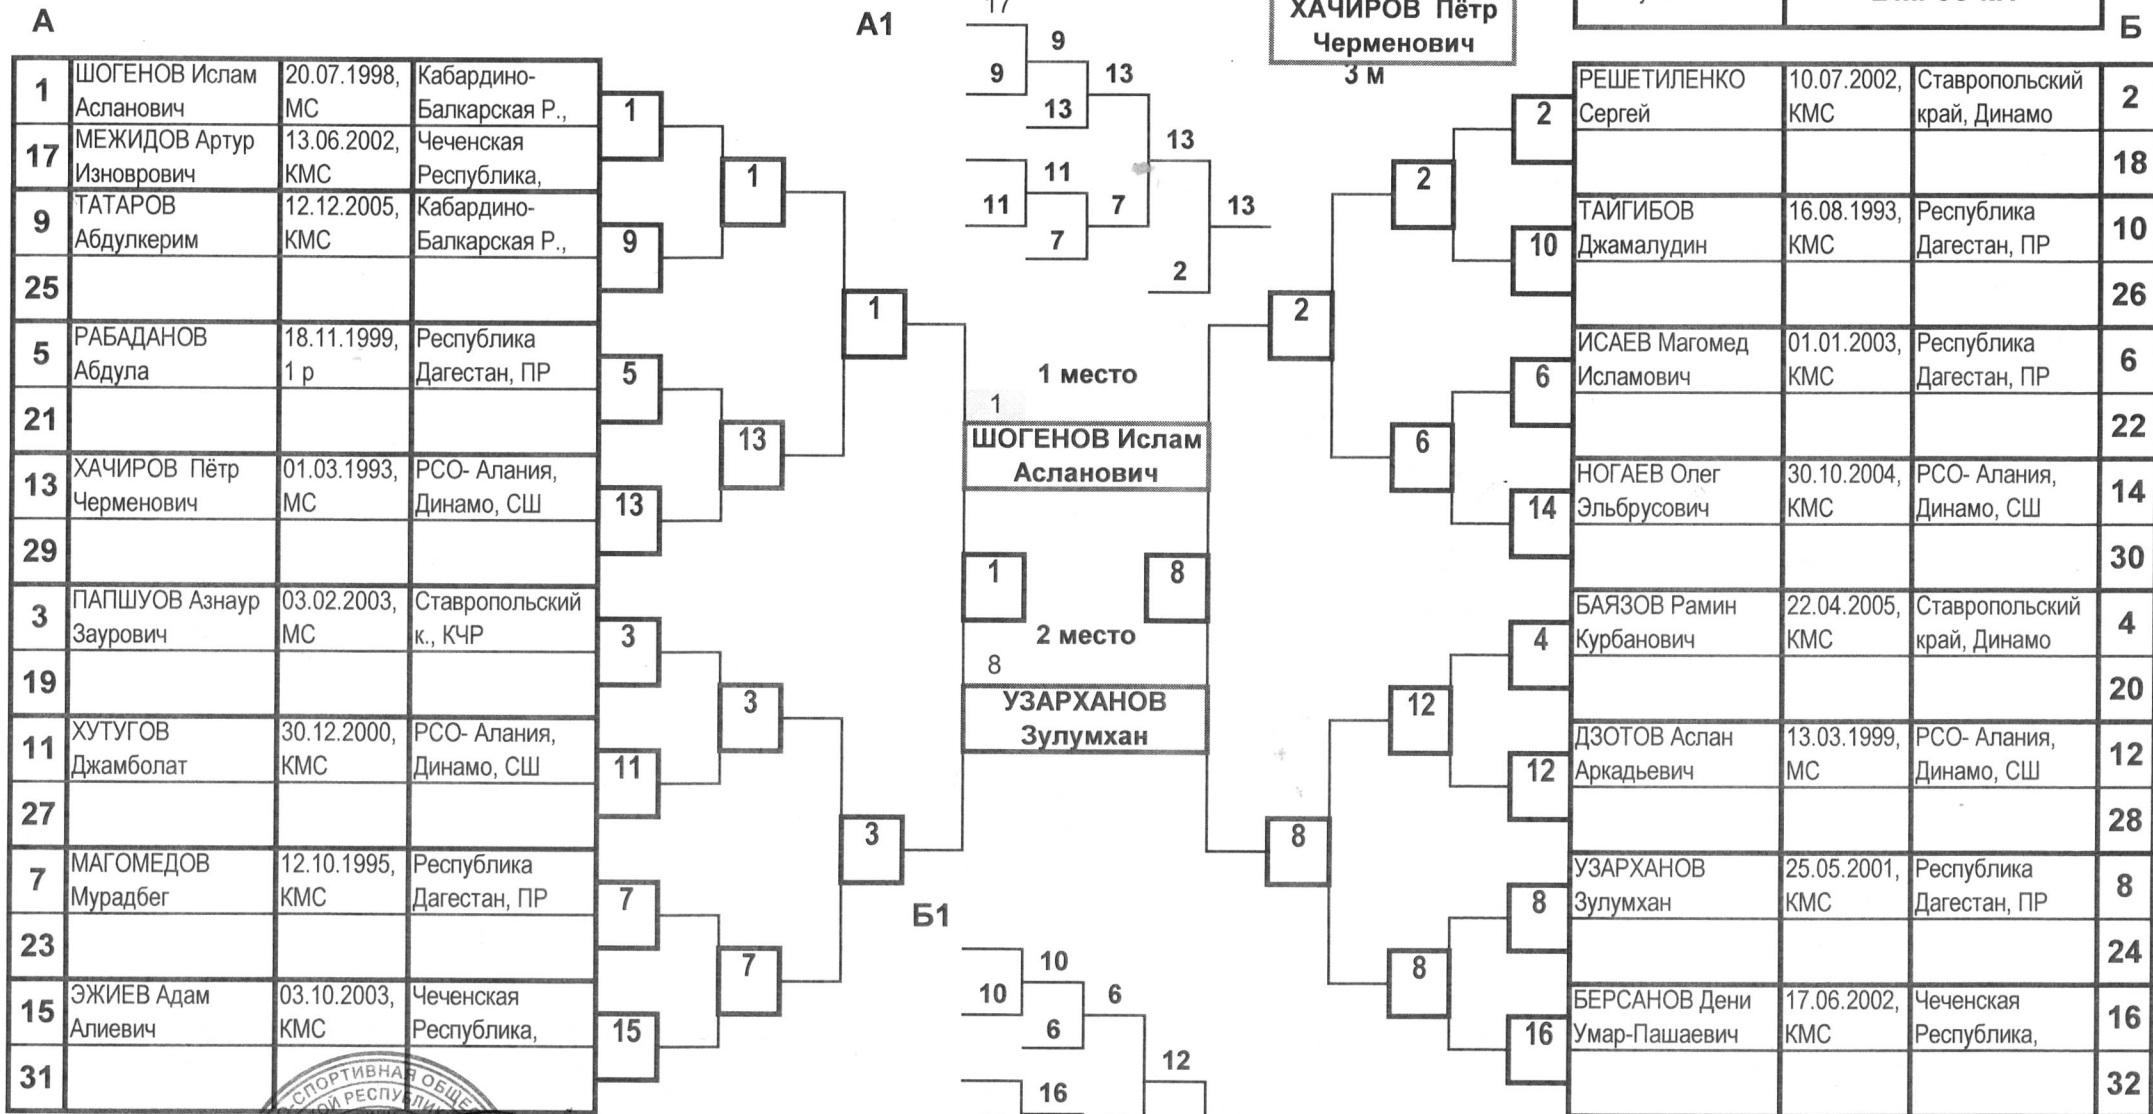 А
А1
17
ХАЧИРОВ Пётр
Черменович
3 м
Б
1
ШОГЕНОВ Ислам
Асланович
20.07.1998,
МС
Кабардино-
Балкарская Р.,
17
МЕЖИДОВ Артур
Изноврович
13.06.2002,
КМС
Чеченская
Республика,
9
ТАТАРОВ
Абдулкерим
12.12.2005,
КМС
Кабардино-
Балкарская Р.,
25
5
РАБАДАНОВ
Абдула
18.11.1999,
1 р
Республика
Дагестан, ПР
21
13
ХАЧИРОВ Пётр
Черменович
01.03.1993,
МС
РСО- Алания,
Динамо, СШ
29
3
ПАПШУОВ Азнаур
Заурович
03.02.2003,
МС
Ставропольский
к., КЧР
19
11
ХУТУГОВ
Джамболат
30.12.2000,
КМС
РСО- Алания,
Динамо, СШ
27
7
МАГОМЕДОВ
Мурадбег
12.10.1995,
КМС
Республика
Дагестан, ПР
23
15
ЭЖИЕВ Адам
Алиевич
03.10.2003,
КМС
Чеченская
Республика,
31
1
9
5
13
3
11
7
15
1
13
3
7
1
3
9
9
13
13
13
11
11
7
7
13
2
1 место
1
ШОГЕНОВ Ислам
Асланович
1
8
2 место
8
УЗАРХАНОВ
Зулумхан
Б1
10
10
6
6
12
16
2
8
2
6
12
8
2
10
6
14
4
12
8
16
РЕШЕТИЛЕНКО
Сергей
10.07.2002,
КМС
Ставропольский
край, Динамо
2
18
ТАЙГИБОВ
Джамалудин
16.08.1993,
КМС
Республика
Дагестан, ПР
10
26
ИСАЕВ Магомед
Исламович
01.01.2003,
КМС
Республика
Дагестан, ПР
6
22
НОГАЕВ Олег
Эльбрусович
30.10.2004,
КМС
РСО- Алания,
Динамо, СШ
14
30
БАЯЗОВ Рамин
Курбанович
22.04.2005,
КМС
Ставропольский
край, Динамо
4
20
ДЗОТОВ Аслан
Аркадьевич
13.03.1999,
МС
РСО- Алания,
Динамо, СШ
12
28
УЗАРХАНОВ
Зулумхан
25.05.2001,
КМС
Республика
Дагестан, ПР
8
24
БЕРСАНОВ Дени
Умар-Пашаевич
17.06.2002,
КМС
Чеченская
Республика,
16
32
СПОРТИВНАЯ ОБЩЕ
ОЙ РЕСПУБЛИК